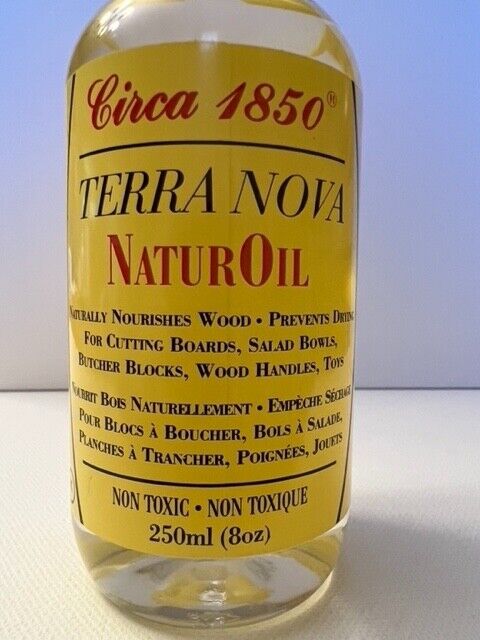 Circa 1850®
TERRA NOVA
NATUROIL
NATURALLY NOURISHES WOOD • PREVENTS DRYING
FOR CUTTING BOARDS, SALAD BOWLS,
BUTCHER BLOCKS, WOOD HANDLES, TOYS
NOURRIT BOIS NATURELLEMENT • EMPÈCHE SÉCHAGE
POUR BLOCS À BOUCHER, BOLS À SALADE,
PLANCHES À TRANCHER, POIGNÉES, JOUETS
NON TOXIC • NON TOXIQUE
250ml (8oz)